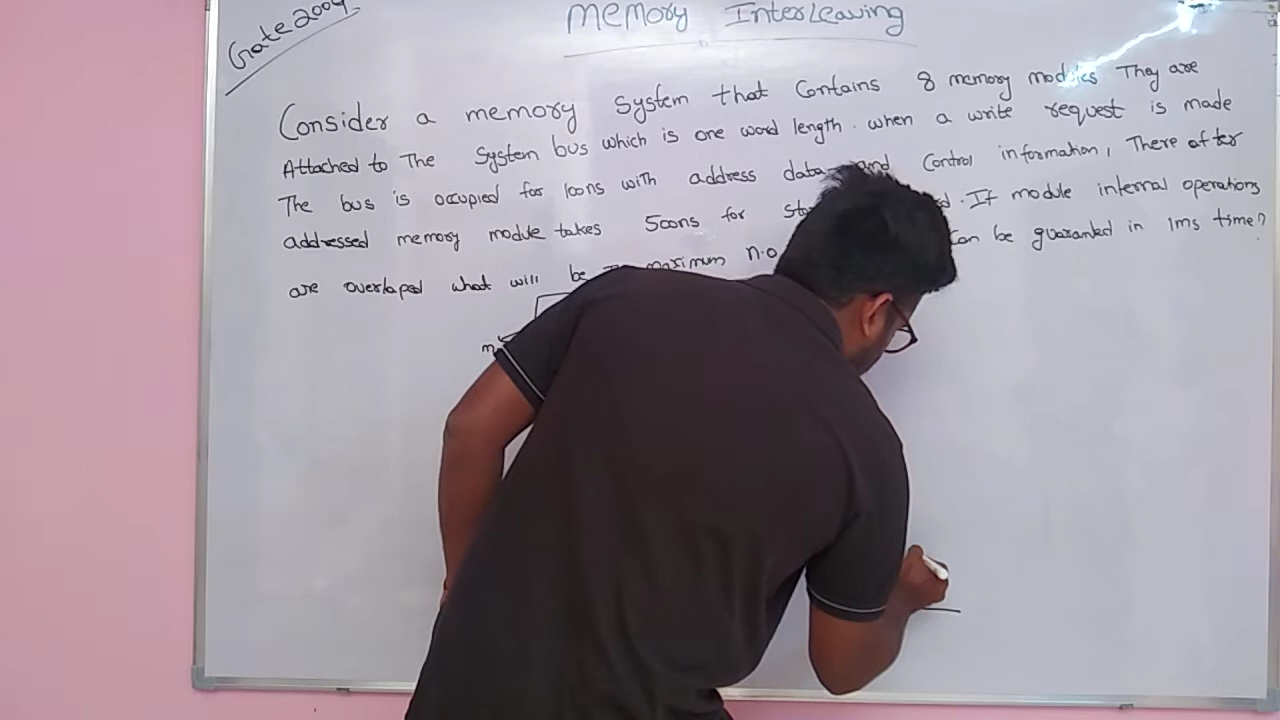 Gate 2009
Memory Interleaving
Consider a memory system that contains 8 memory modules They are
Attached to The system bus which is one word length. when a write request is made
The bus is occupied for 100ns with address data and control information, There after
addressed memory module takes 500ns for . If module internal operations
are overlaped what will be maximum n.o can be guaranted in 1ms time?
m